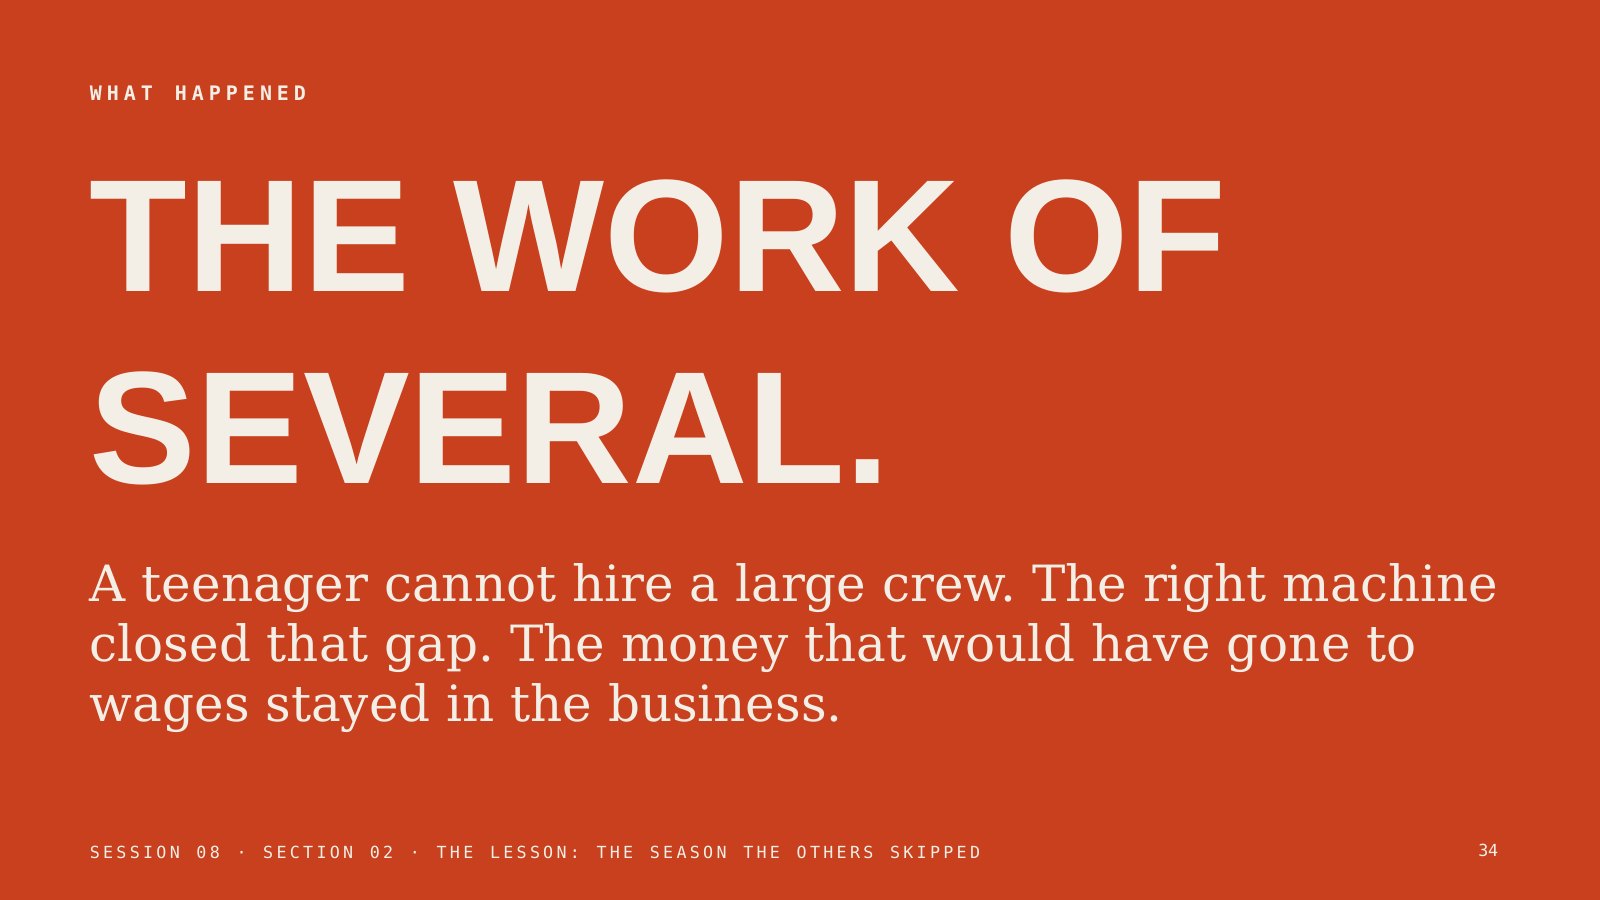 WHAT HAPPENED
THE WORK OF
SEVERAL.
A teenager cannot hire a large crew. The right machine
closed that gap. The money that would have gone to
wages stayed in the business.
SESSION 08 · SECTION 02 · THE LESSON: THE SEASON THE OTHERS SKIPPED
34